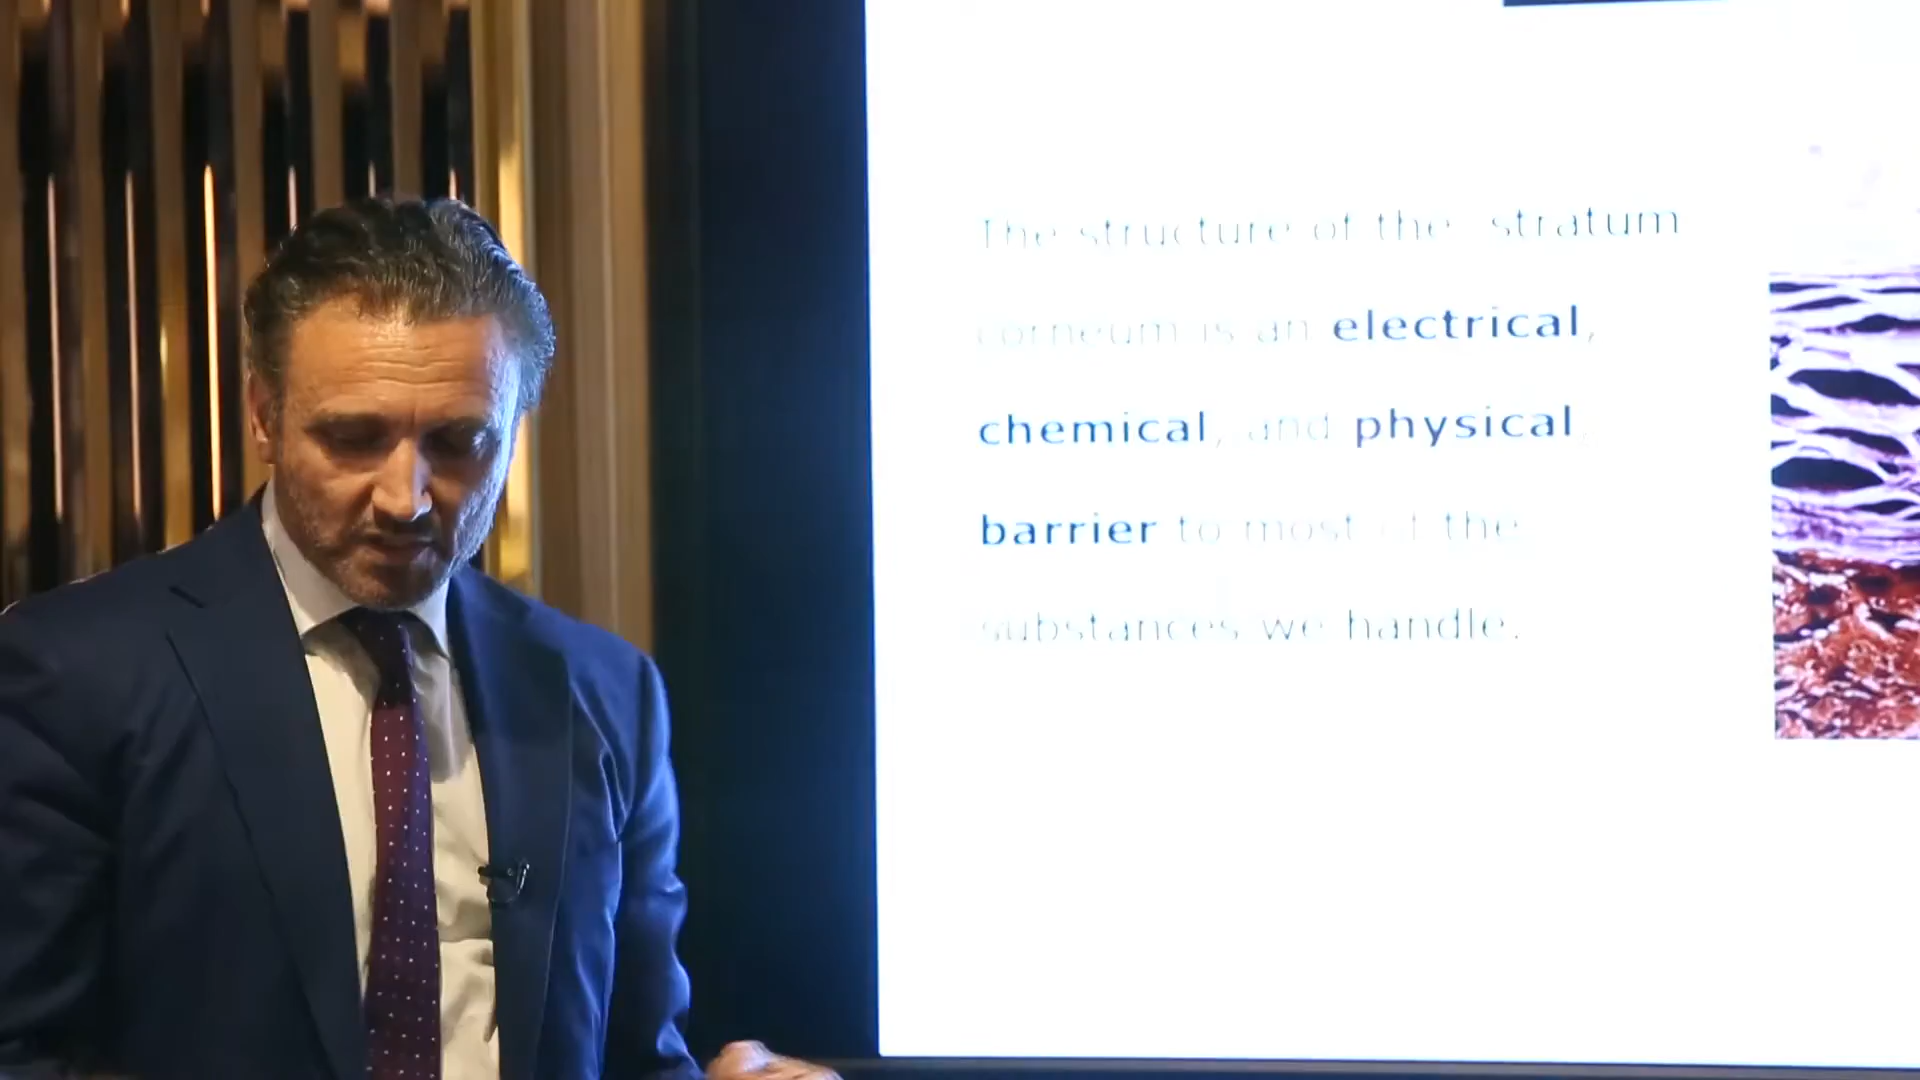 The structure of the stratum
corneum is an electrical,
chemical, and physical,
barrier to most of the
substances we handle.